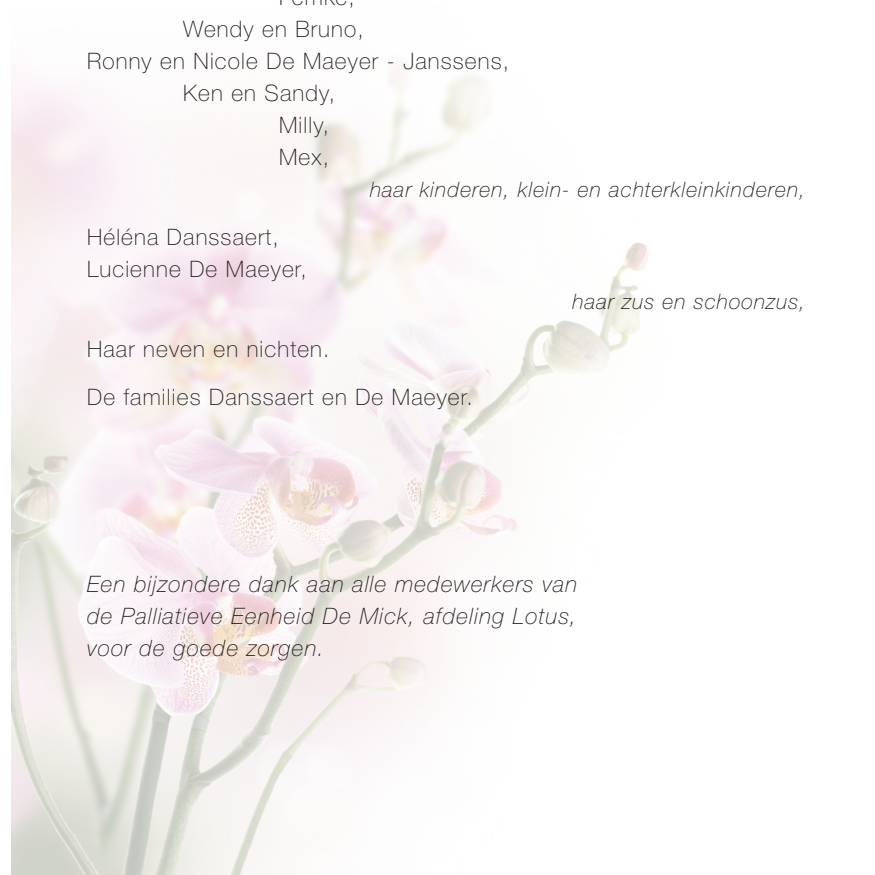 Wendy en Bruno,
Ronny en Nicole De Maeyer - Janssens,
Ken en Sandy,
Milly,
Mex,
haar kinderen, klein- en achterkleinkinderen,
Héléna Danssaert,
Lucienne De Maeyer,
haar zus en schoonzus,
Haar neven en nichten.
De families Danssaert en De Maeyer.
Een bijzondere dank aan alle medewerkers van
de Palliatieve Eenheid De Mick, afdeling Lotus,
voor de goede zorgen.